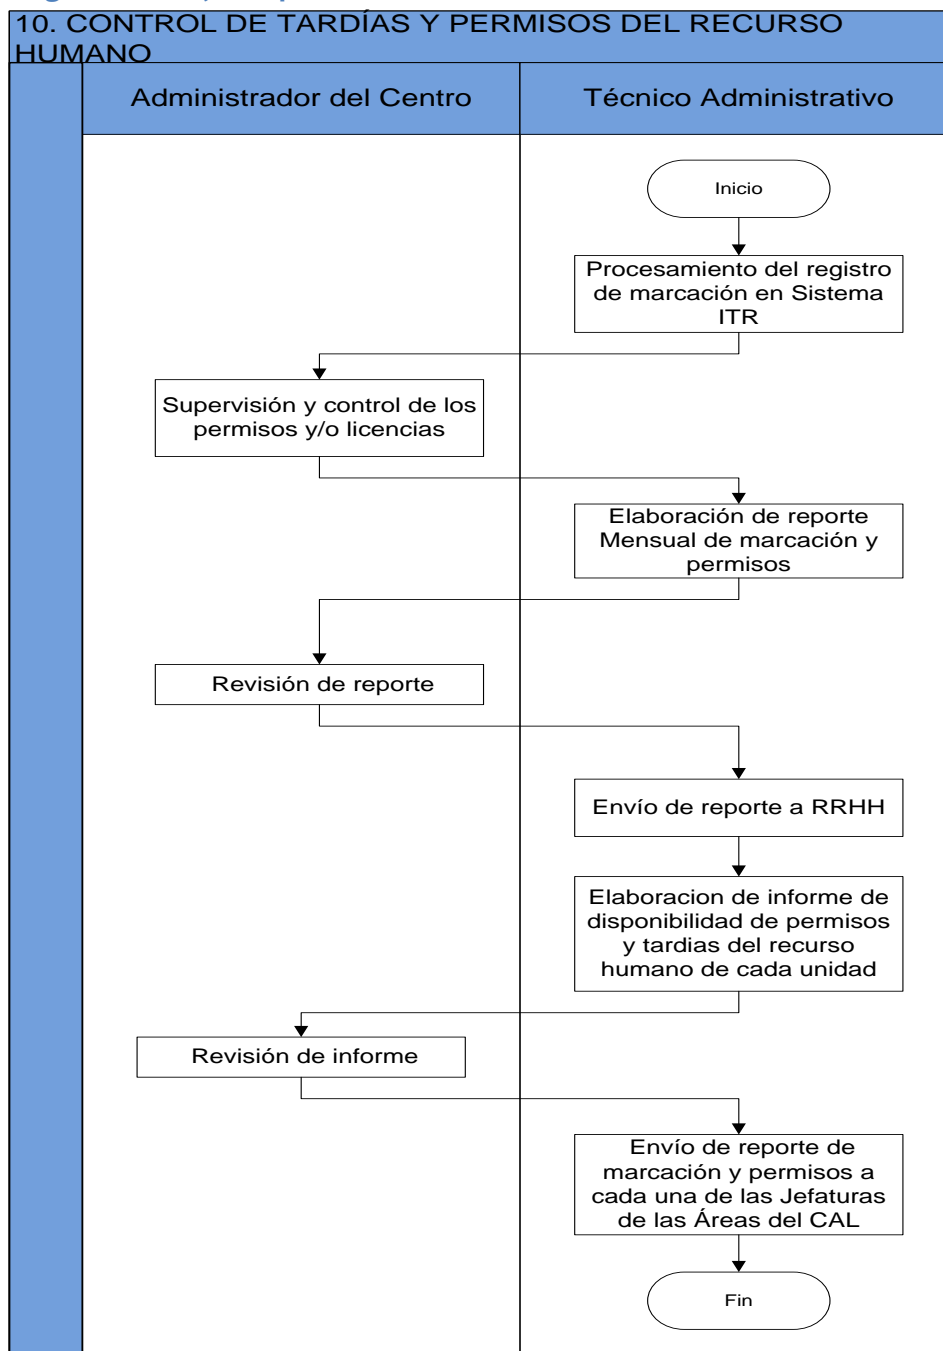 10. CONTROL DE TARDÍAS Y PERMISOS DEL RECURSO
HUMANO
Administrador del Centro
Técnico Administrativo
Inicio
Procesamiento del registro
de marcación en Sistema
ITR
Supervisión y control de los
permisos y/o licencias
Elaboración de reporte
Mensual de marcación y
permisos
Revisión de reporte
Envío de reporte a RRHH
Elaboracion de informe de
disponibilidad de permisos
y tardias del recurso
humano de cada unidad
Revisión de informe
Envío de reporte de
marcación y permisos a
cada una de las Jefaturas
de las Áreas del CAL
Fin